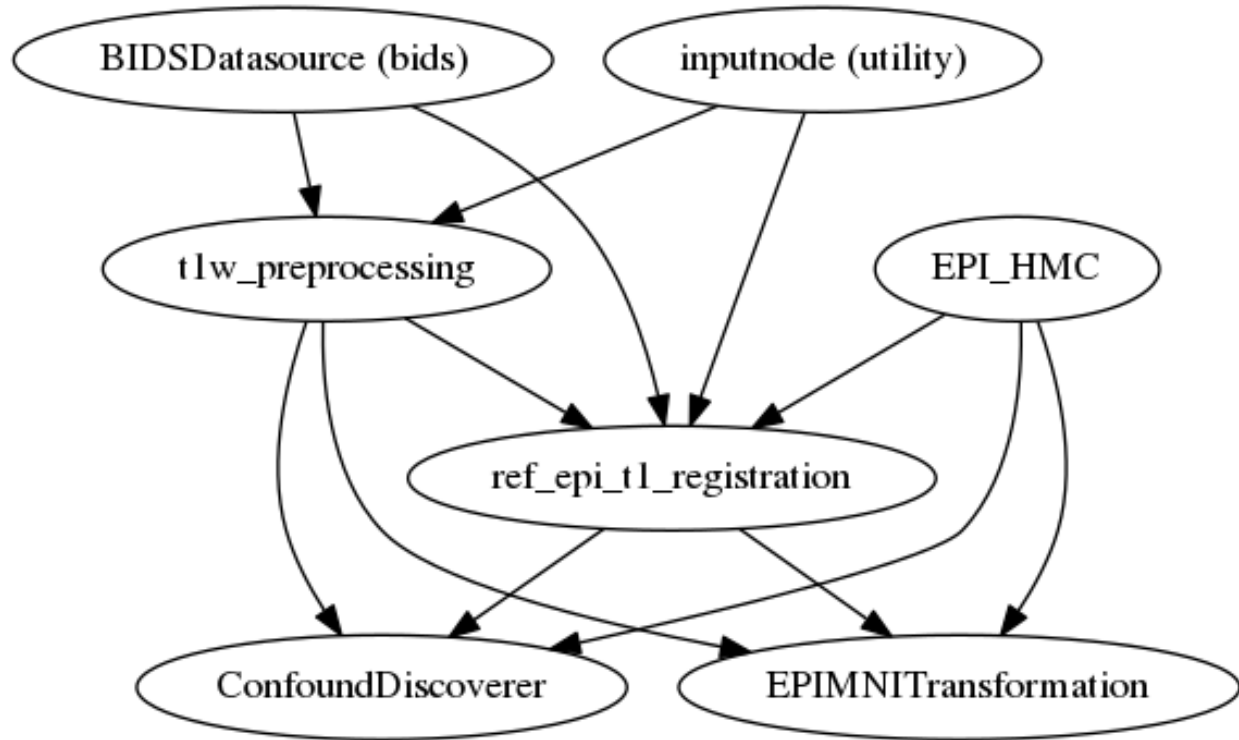 BIDSDatasource (bids)
inputnode (utility)
t1w_preprocessing
EPI_HMC
ref_epi_t1_registration
ConfoundDiscoverer
EPIMNITransformation